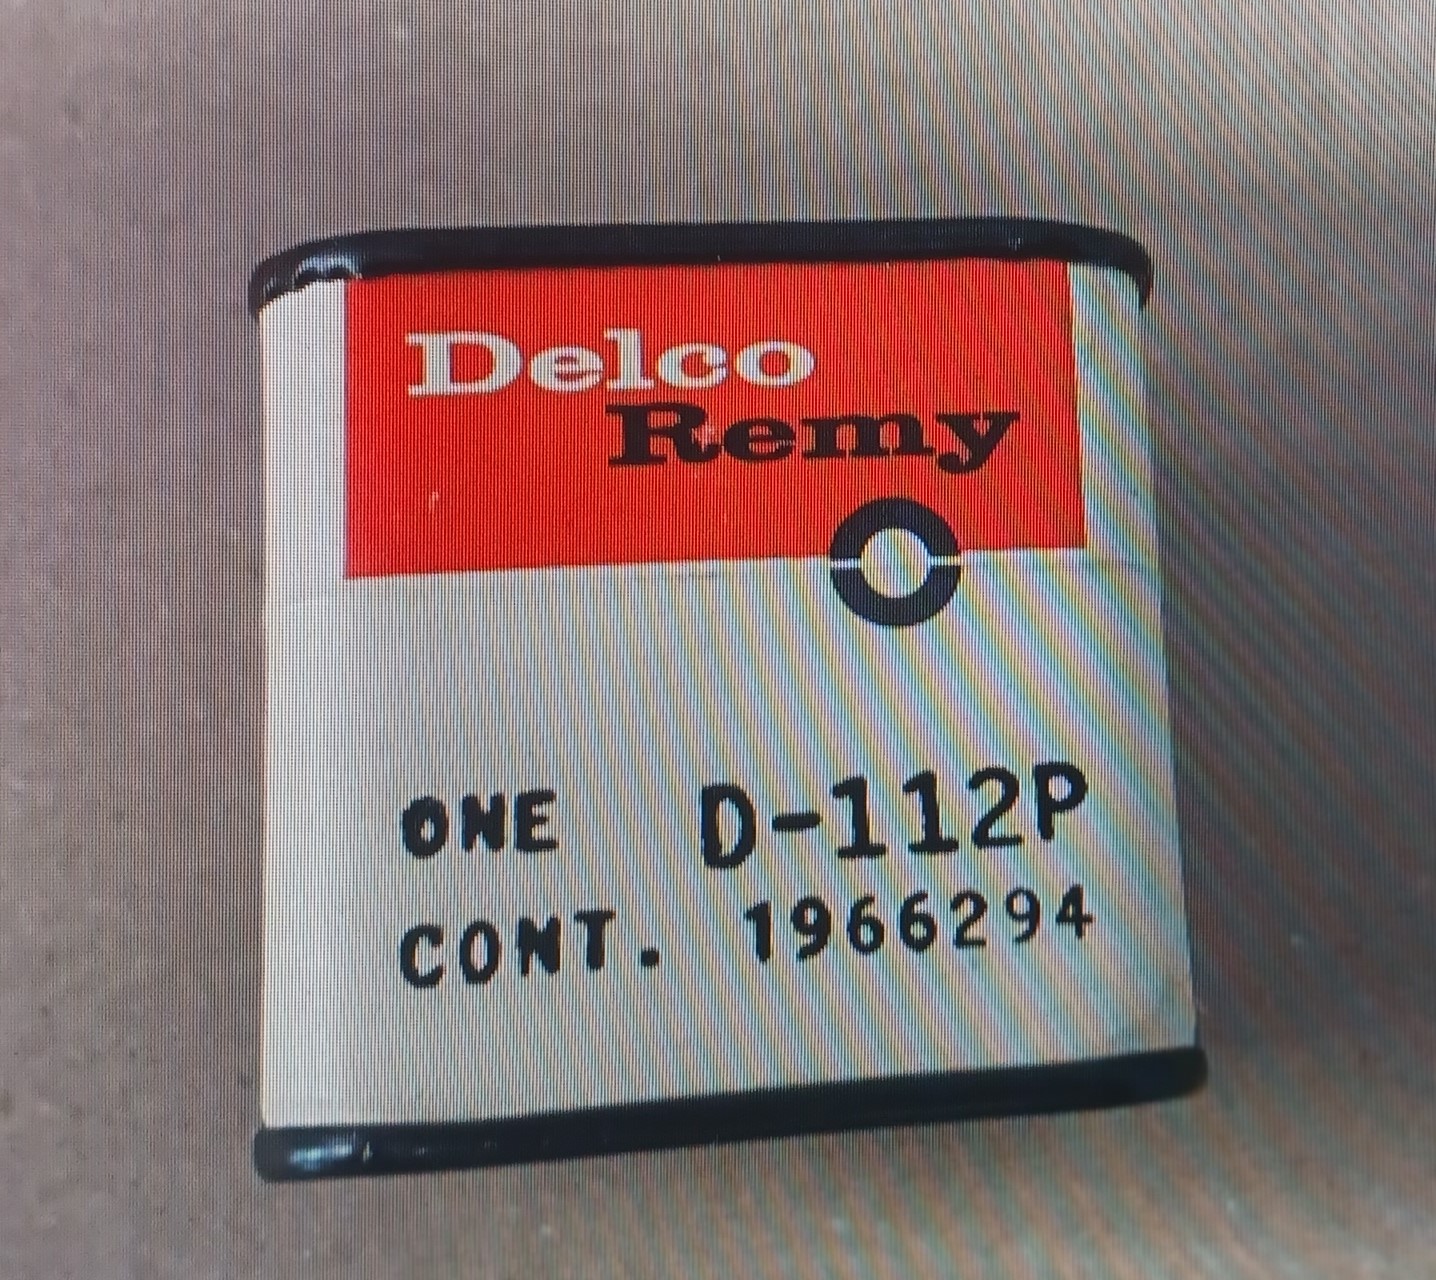 Delco
Remy
ONE D-112P
CONT. 1966294